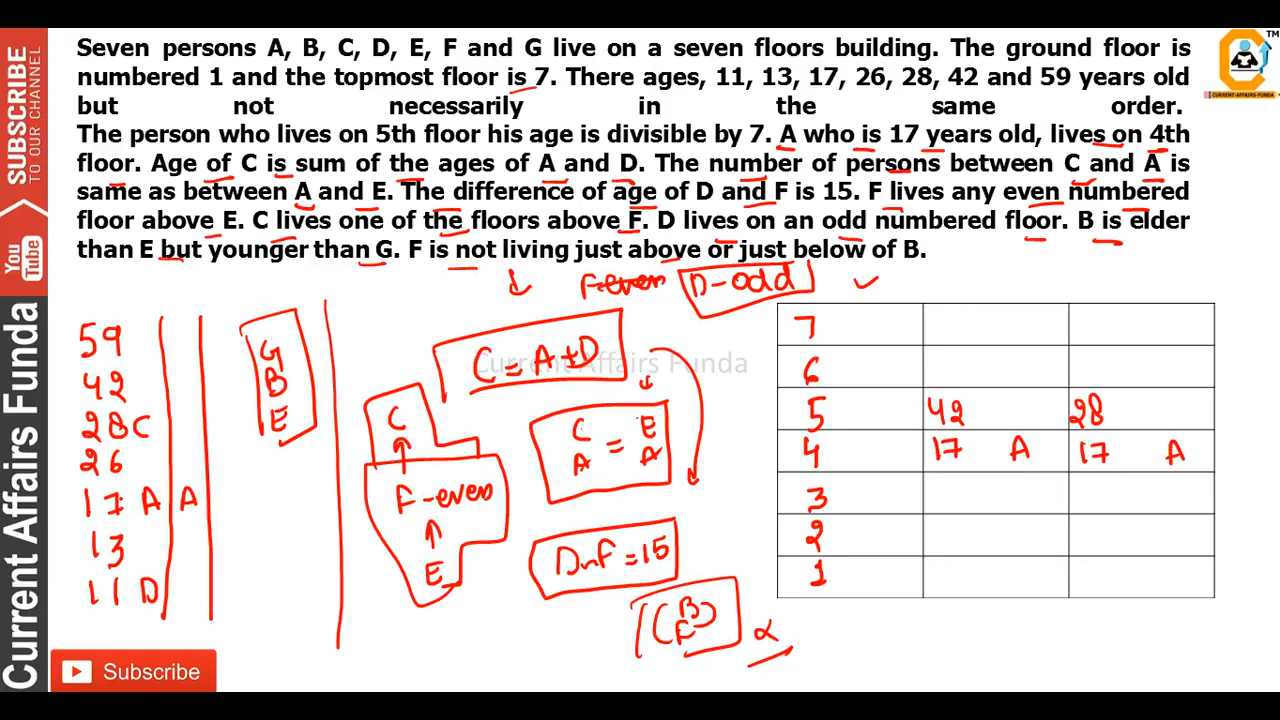 Seven persons A, B, C, D, E, F and G live on a seven floors building. The ground floor is
numbered 1 and the topmost floor is 7. There ages, 11, 13, 17, 26, 28, 42 and 59 years old
but not necessarily in the same order.
The person who lives on 5th floor his age is divisible by 7. A who is 17 years old, lives on 4th
floor. Age of C is sum of the ages of A and D. The number of persons between C and A is
same as between A and E. The difference of age of D and F is 15. F lives any even numbered
floor above E. C lives one of the floors above F. D lives on an odd numbered floor. B is elder
than E but younger than G. F is not living just above or just below of B.
TM
CURRENT-AFFAIRS-FUNDA
SUBSCRIBE
TO OUR CHANNEL
You Tube
Current Affairs Funda
Subscribe
Current Affairs Funda
F-even D-odd
59
42
28 C
26
17 A A
13
11 D
G
B
E
C = A + D
C
F-even
E
C = E
A A
DnF = 15
B
F
7
6
5 42 28
4 17 A 17 A
3
2
1